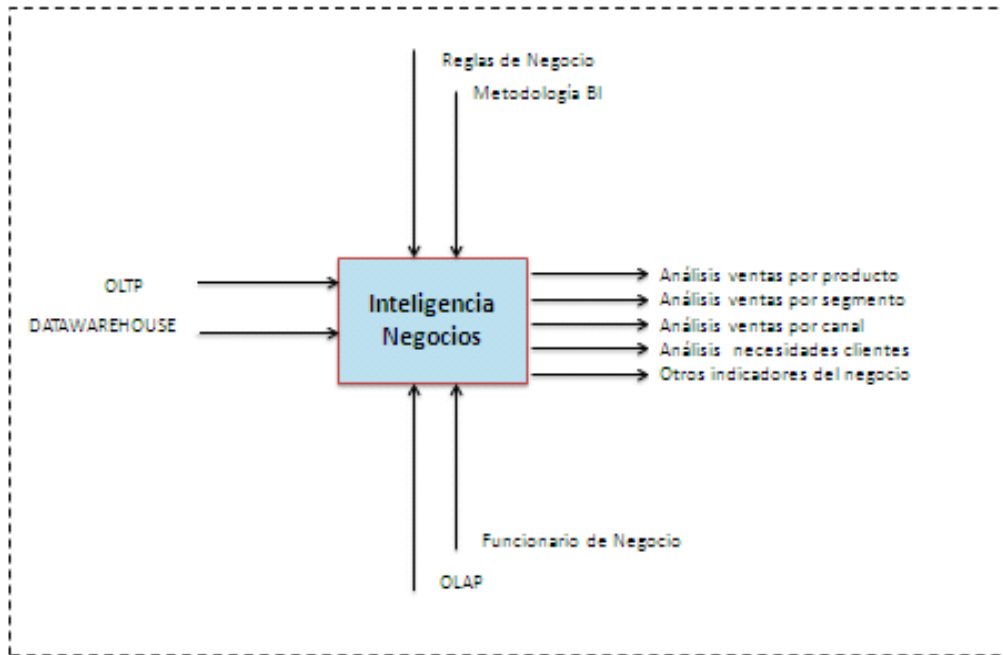 Reglas de Negocio
Metodología BI
OLTP
DATAWAREHOUSE
Inteligencia
Negocios
Análisis ventas por producto
Análisis ventas por segmento
Análisis ventas por canal
Análisis necesidades clientes
Otros indicadores del negocio
Funcionario de Negocio
OLAP